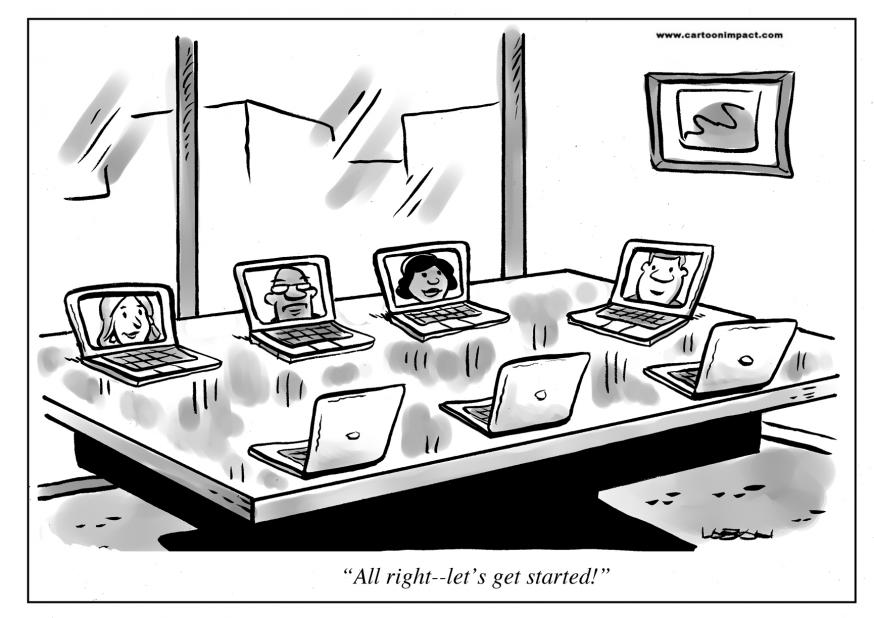 www.cartoonimpact.com
“All right--let’s get started!”